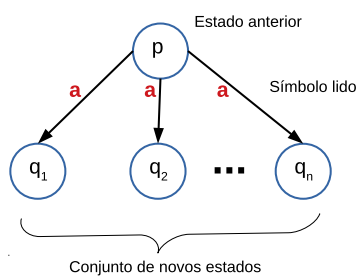 Estado anterior
p
a a a
Símbolo lido
q1 q2 ... qn
Conjunto de novos estados